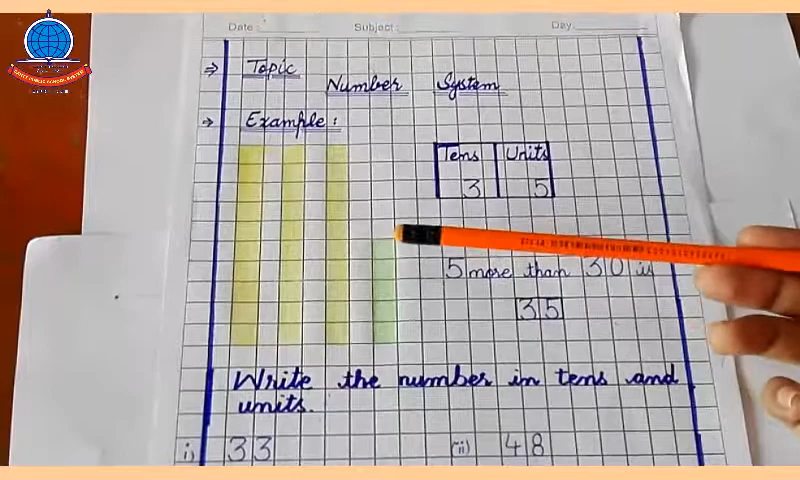 Date : Subject : Day:
⇒ Topic
Number System
→ Example:
Tens Units
3 5
5 more than 30 is
35
Write the number in tens and
units.
i) 33 (ii) 48